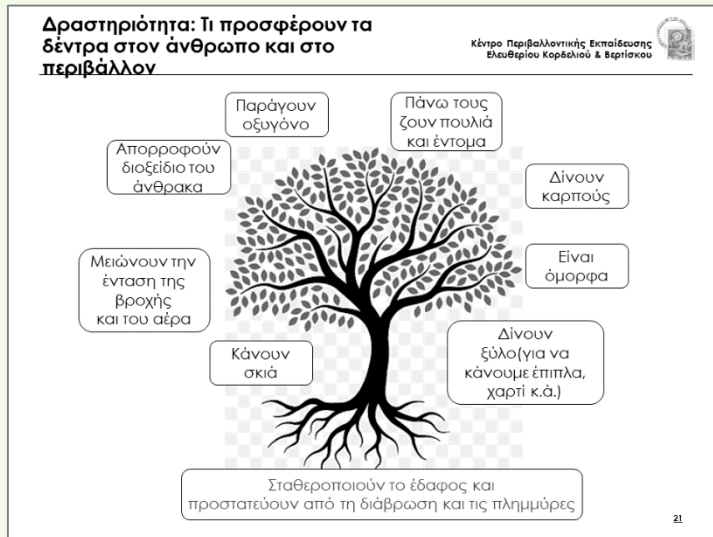 Δραστηριότητα: Τι προσφέρουν τα
δέντρα στον άνθρωπο και στο
περιβάλλον
Κέντρο Περιβαλλοντικής Εκπαίδευσης
Ελευθερίου Κορδελιού & Βερτίσκου
Παράγουν
οξυγόνο
Πάνω τους
ζουν πουλιά
και έντομα
Απορροφούν
διοξείδιο του
άνθρακα
Δίνουν
καρπούς
Μειώνουν την
ένταση της
βροχής
και του αέρα
Είναι
όμορφα
Κάνουν
σκιά
Δίνουν
ξύλο(για να
κάνουμε έπιπλα,
χαρτί κ.ά.)
Σταθεροποιούν το έδαφος και
προστατεύουν από τη διάβρωση και τις πλημμύρες
21